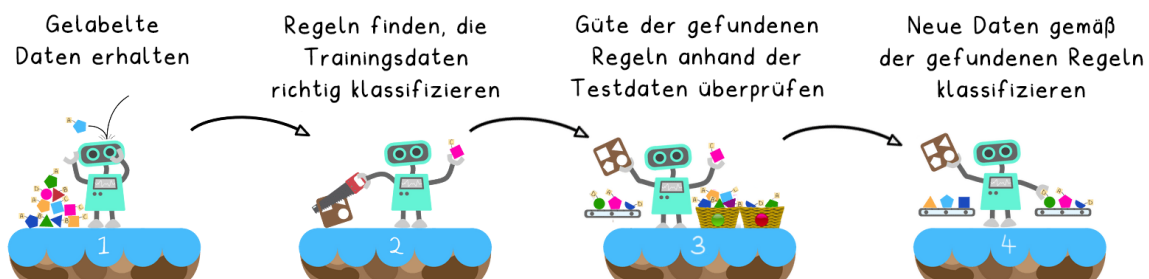 Gelabelte
Daten erhalten
Regeln finden, die
Trainingsdaten
richtig klassifizieren
Güte der gefundenen
Regeln anhand der
Testdaten überprüfen
Neue Daten gemäß
der gefundenen Regeln
klassifizieren
1
2
3
4